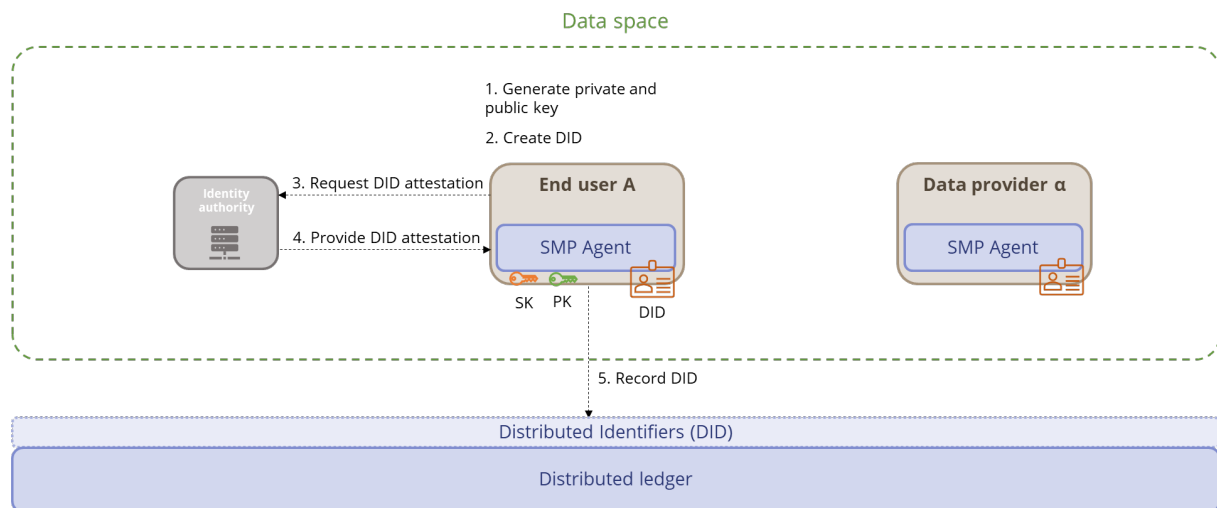 Data space
1. Generate private and
public key
2. Create DID
3. Request DID attestation
4. Provide DID attestation
Identity
authority
End user A
SMP Agent
SK
PK
DID
Data provider α
SMP Agent
5. Record DID
Distributed Identifiers (DID)
Distributed ledger